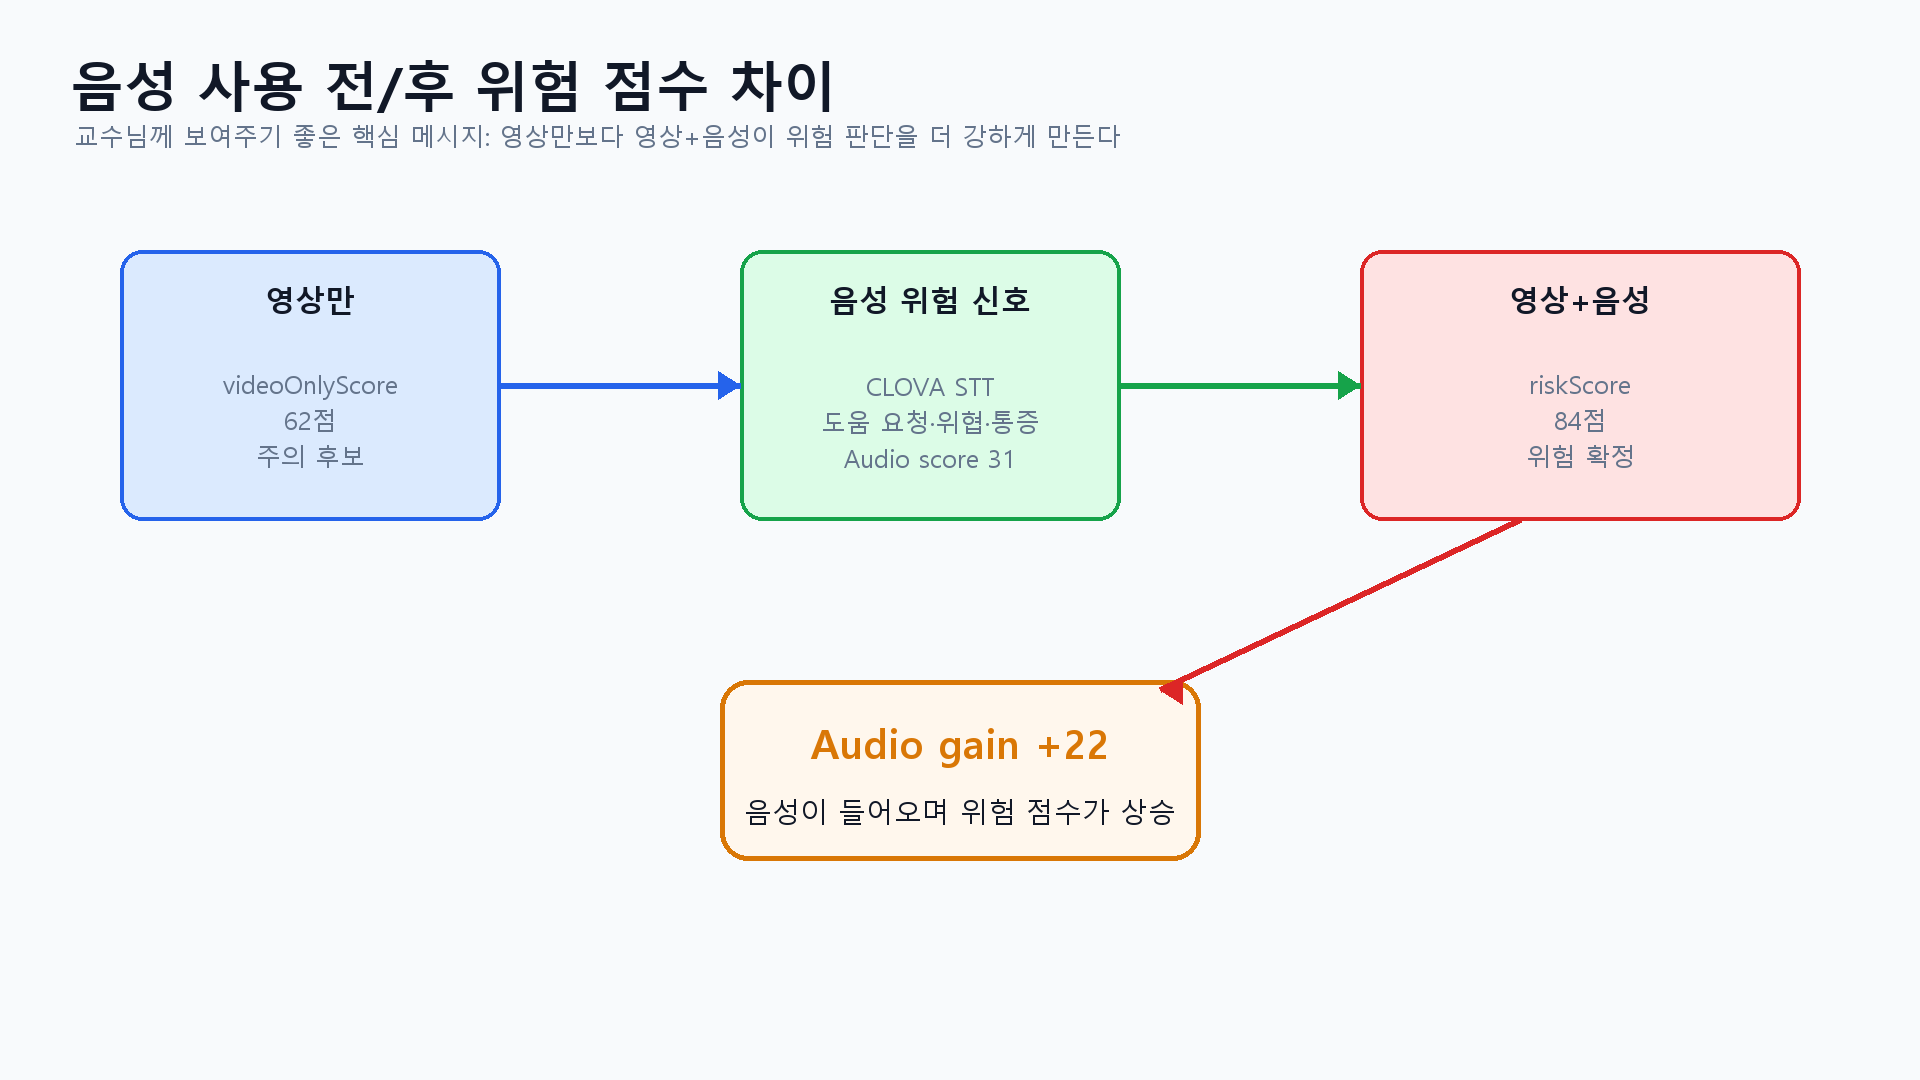 음성 사용 전/후 위험 점수 차이
교수님께 보여주기 좋은 핵심 메시지: 영상만보다 영상+음성이 위험 판단을 더 강하게 만든다
영상만
videoOnlyScore
62점
주의 후보
음성 위험 신호
CLOVA STT
도움 요청·위협·통증
Audio score 31
영상+음성
riskScore
84점
위험 확정
Audio gain +22
음성이 들어오며 위험 점수가 상승